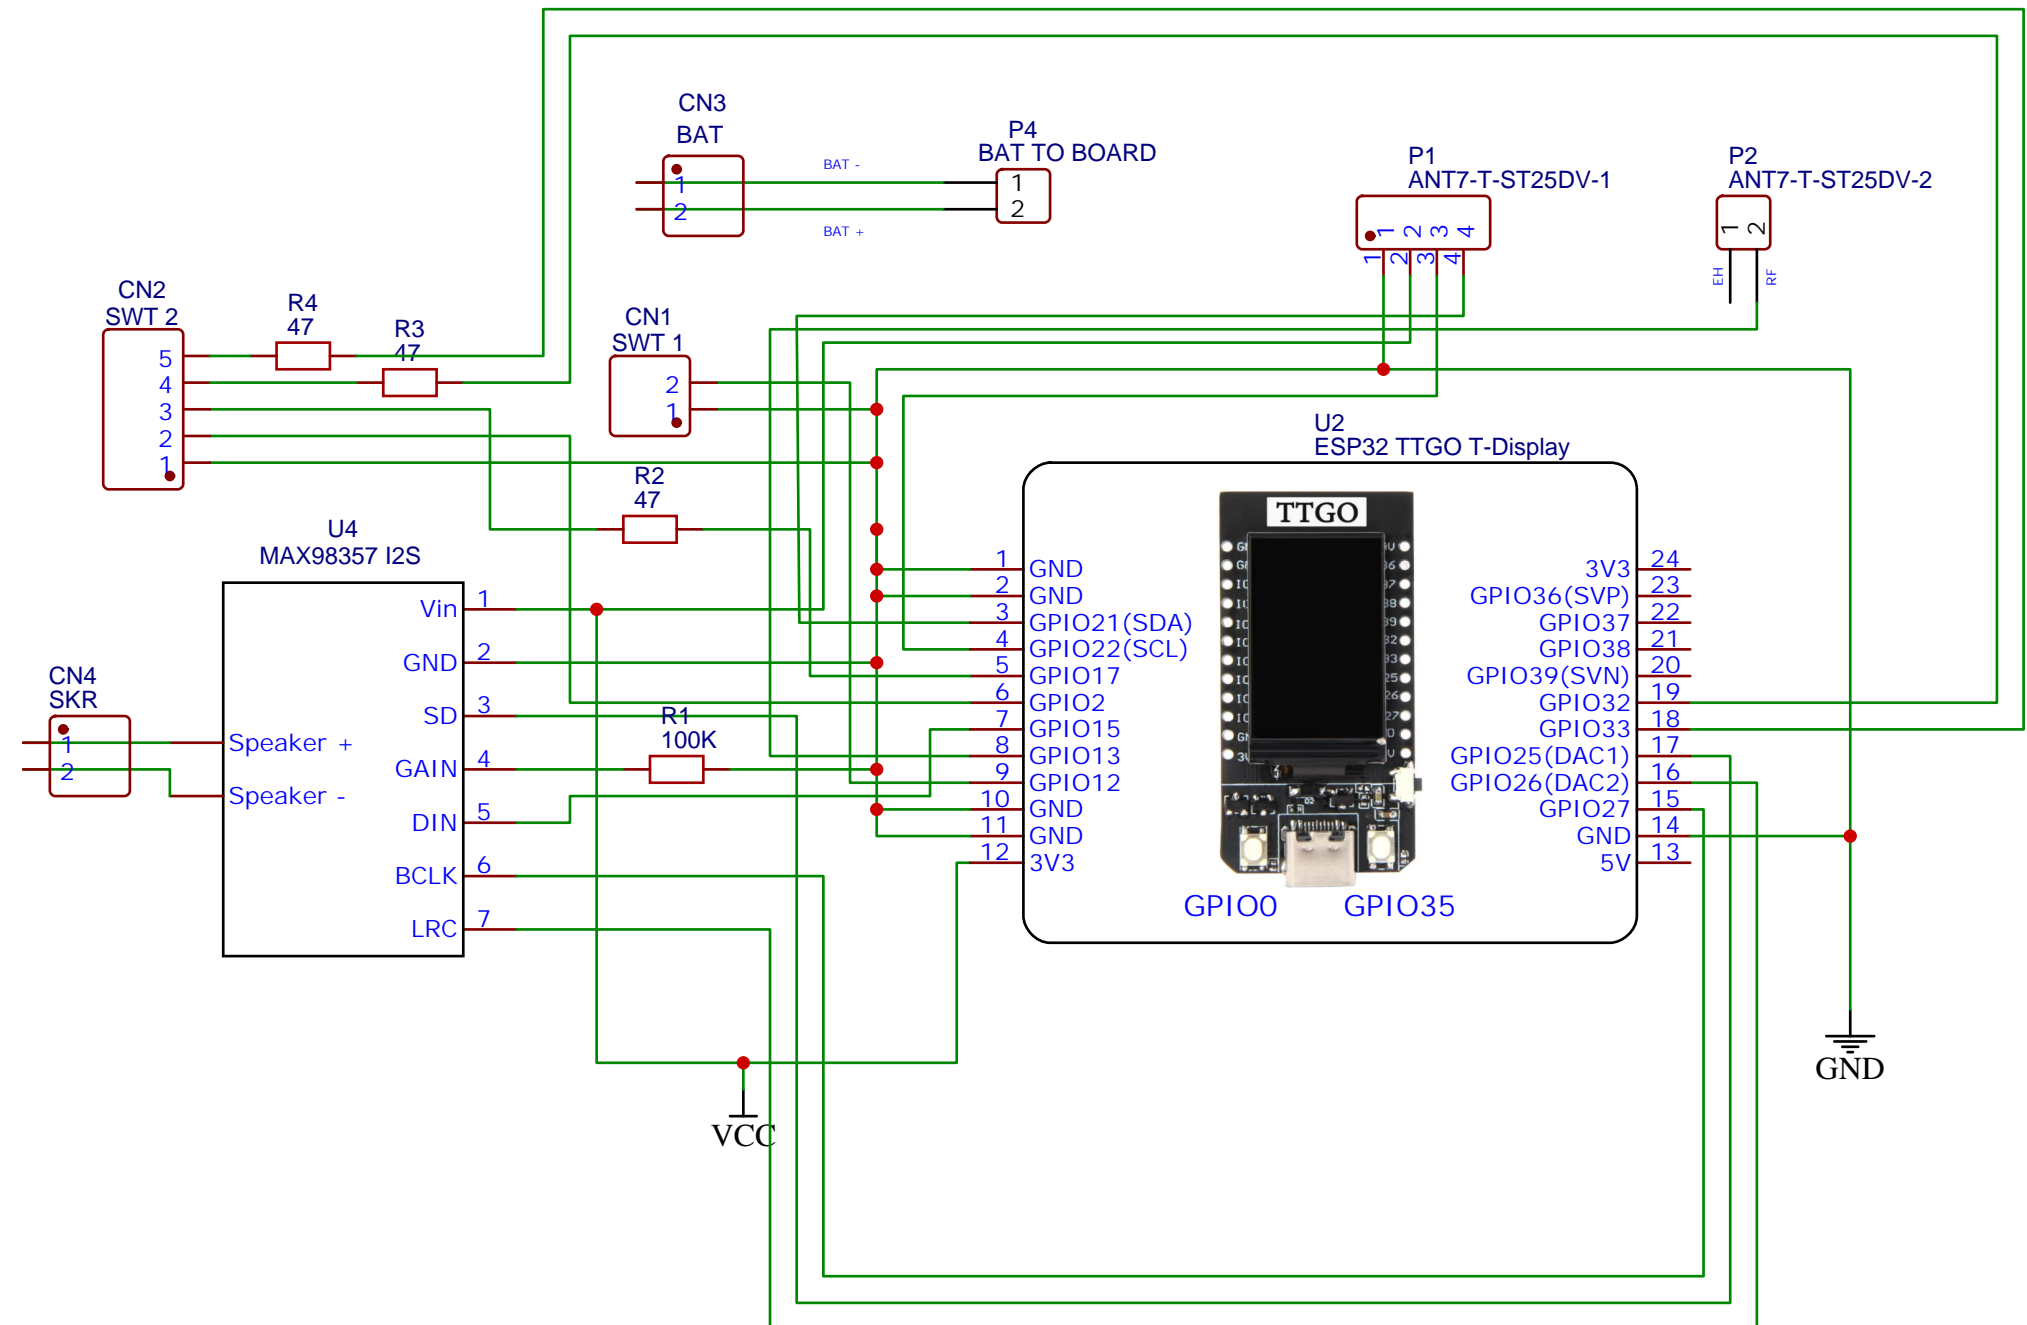 CN3
BAT
1
2
BAT -
BAT +
P4
BAT TO BOARD
1
2
P1
ANT7-T-ST25DV-1
1 2 3 4
1 2 3 4
P2
ANT7-T-ST25DV-2
1 2
EH
RF
CN2
SWT 2
5
4
3
2
1
R4
47
R3
47
CN1
SWT 1
2
1
R2
47
U4
MAX98357 I2S
Vin 1
GND 2
SD 3
GAIN 4
DIN 5
BCLK 6
LRC 7
Speaker +
Speaker -
CN4
SKR
1
2
R1
100K
U2
ESP32 TTGO T-Display
TTGO
1 GND
2 GND
3 GPIO21(SDA)
4 GPIO22(SCL)
5 GPIO17
6 GPIO2
7 GPIO15
8 GPIO13
9 GPIO12
10 GND
11 GND
12 3V3
3V3 24
GPIO36(SVP) 23
GPIO37 22
GPIO38 21
GPIO39(SVN) 20
GPIO32 19
GPIO33 18
GPIO25(DAC1) 17
GPIO26(DAC2) 16
GPIO27 15
GND 14
5V 13
GPIO0
GPIO35
VCC
GND